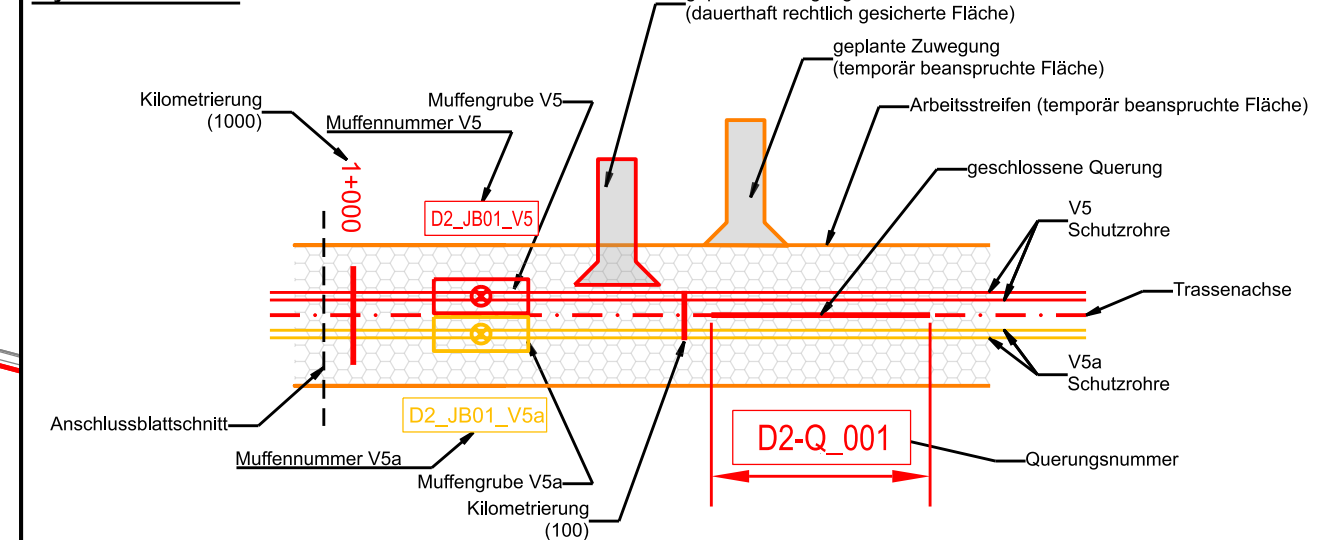 (dauerhaft rechtlich gesicherte Fläche)
geplante Zuwegung
(temporär beanspruchte Fläche)
Kilometrierung
(1000)
Muffengrube V5
Muffennummer V5
Arbeitsstreifen (temporär beanspruchte Fläche)
geschlossene Querung
1+000
D2_JB01_V5
V5
Schutzrohre
Trassenachse
V5a
Schutzrohre
Anschlussblattschnitt
D2_JB01_V5a
D2-Q_001
Muffennummer V5a
Muffengrube V5a
Querungsnummer
Kilometrierung
(100)